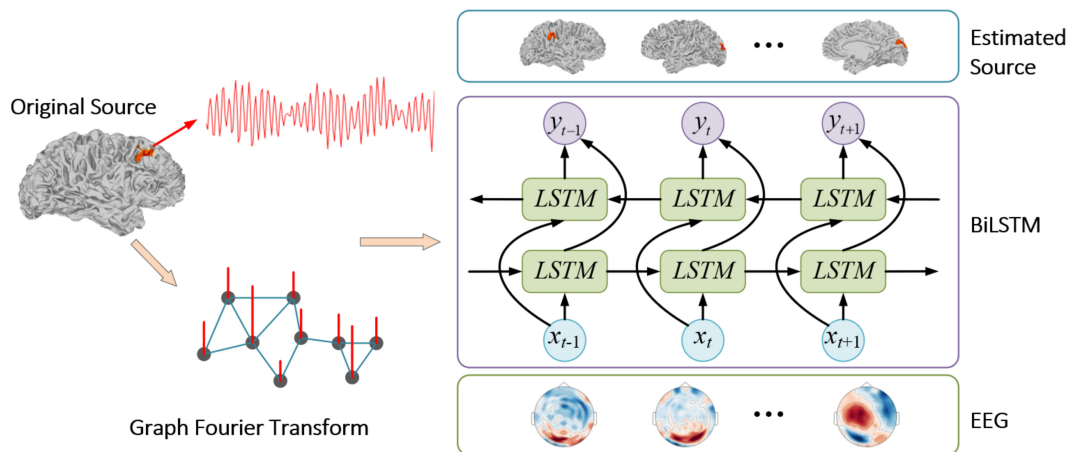 Original Source
Graph Fourier Transform
Estimated
Source
y_{t-1} y_t y_{t+1}
LSTM LSTM LSTM
BiLSTM
LSTM LSTM LSTM
x_{t-1} x_t x_{t+1}
EEG